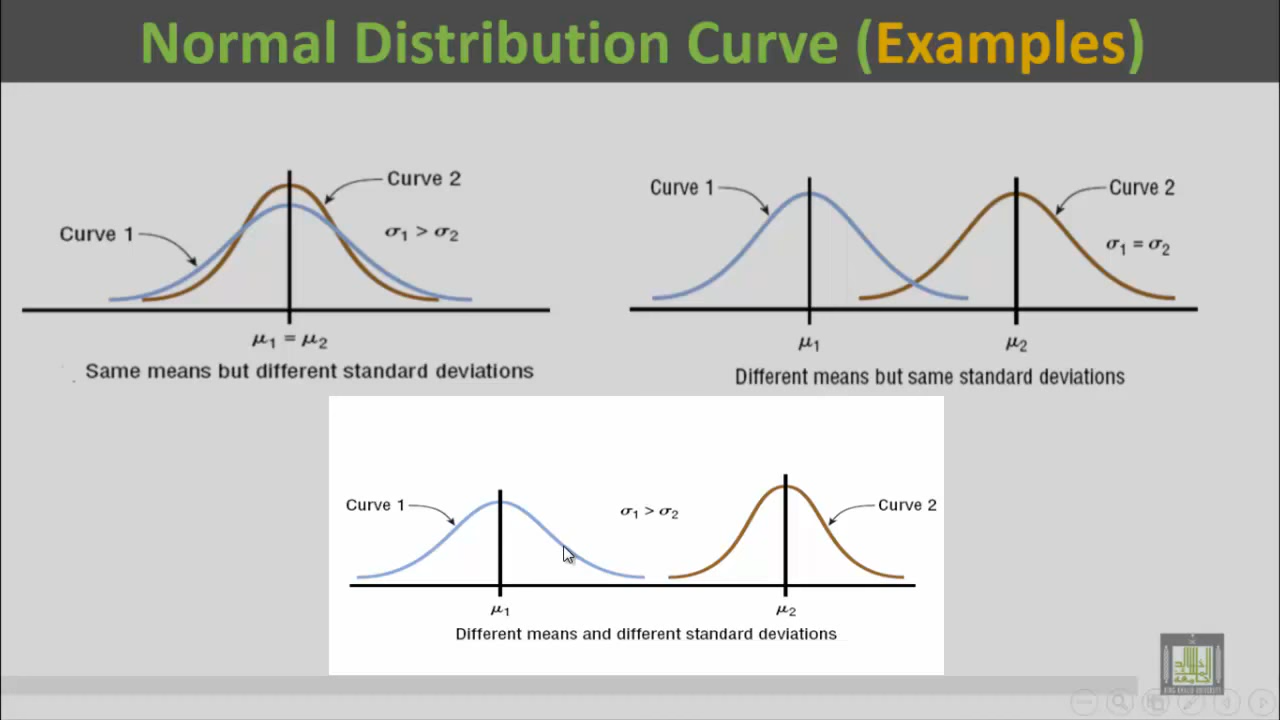 Normal Distribution Curve (Examples)
Curve 2
Curve 1
σ₁ > σ₂
μ₁ = μ₂
Same means but different standard deviations
Curve 1
Curve 2
σ₁ = σ₂
μ₁
μ₂
Different means but same standard deviations
Curve 1
σ₁ > σ₂
Curve 2
μ₁
μ₂
Different means and different standard deviations